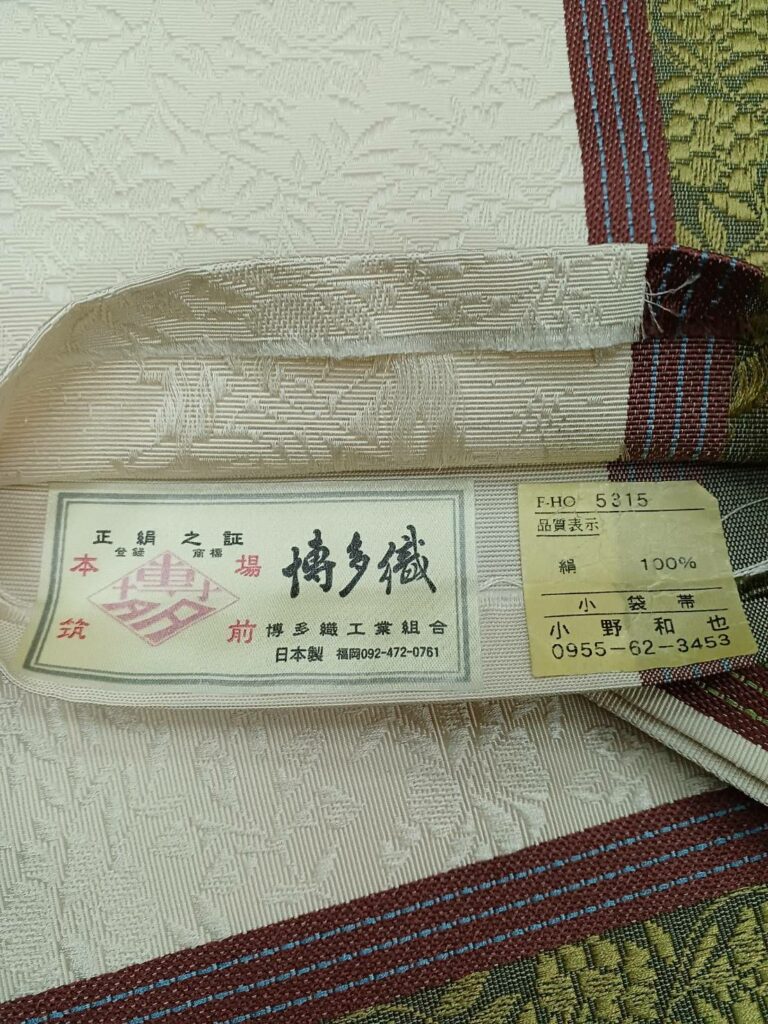 正絹之証
登録 商標
本 場
博多
筑 前
博多織
博多織工業組合
日本製 福岡092-472-0761
F-HO 5315
品質表示
絹 100%
小袋帯
小野和也
0955-62-3453